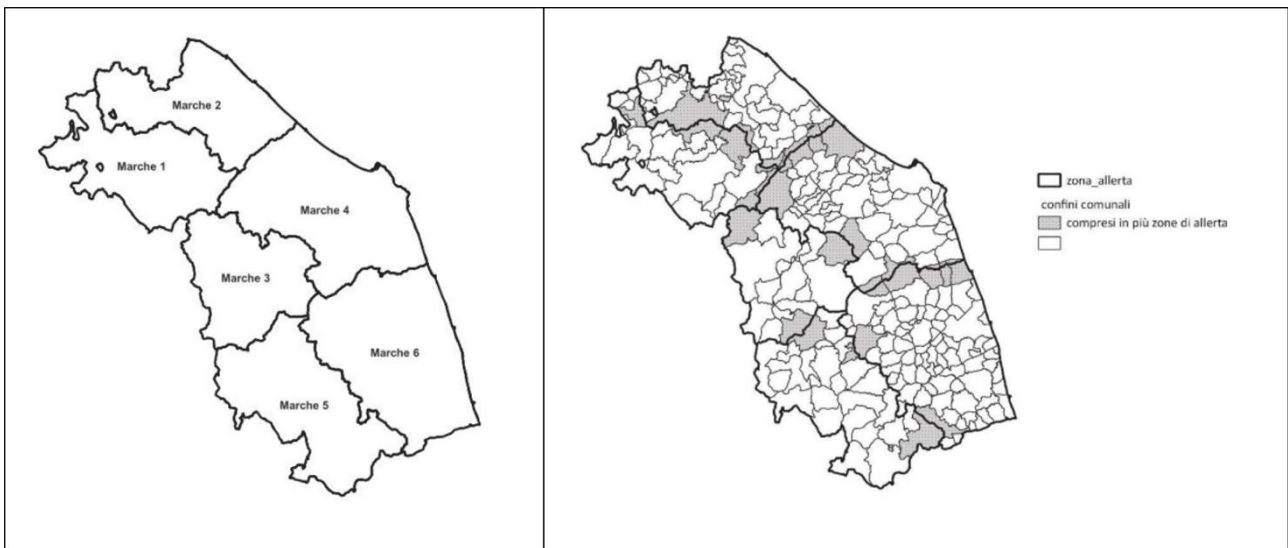 Marche 2
Marche 1
Marche 4
Marche 3
Marche 6
Marche 5
zona_allerta
confini comunali
compresi in più zone di allerta